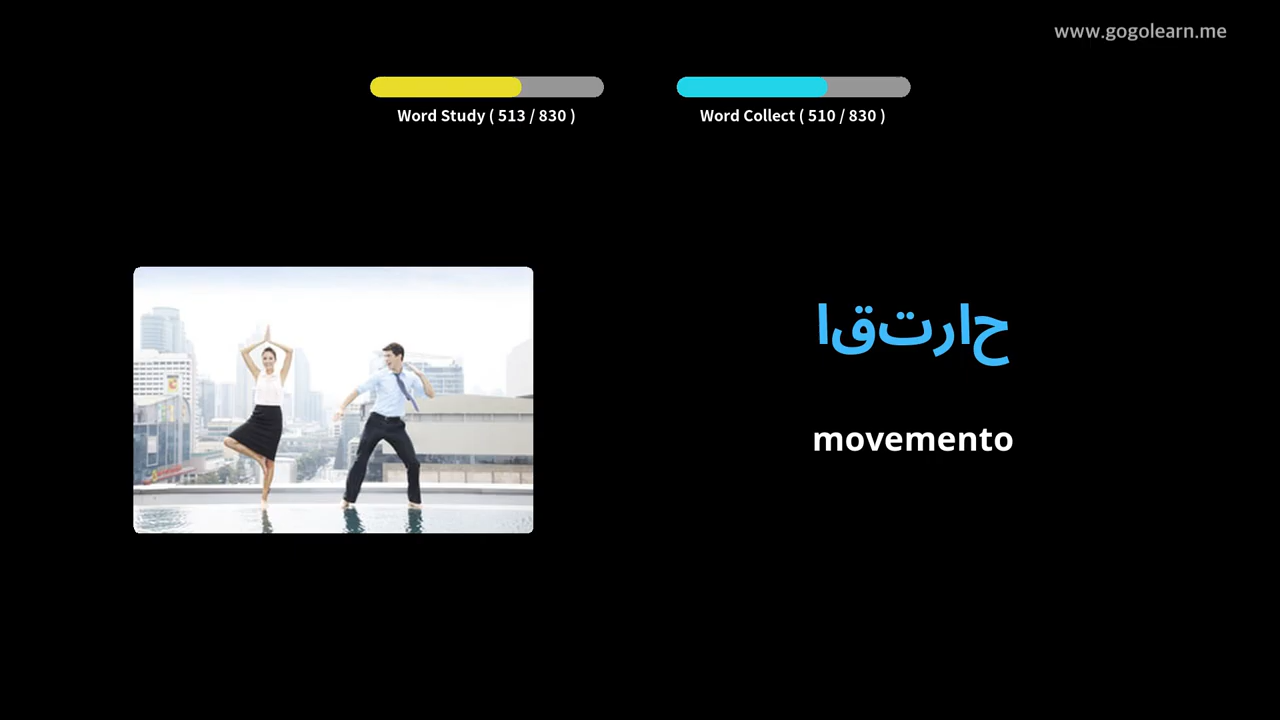 www.gogolearn.me
Word Study ( 513 / 830 )
Word Collect ( 510 / 830 )
حارتقا
movemento